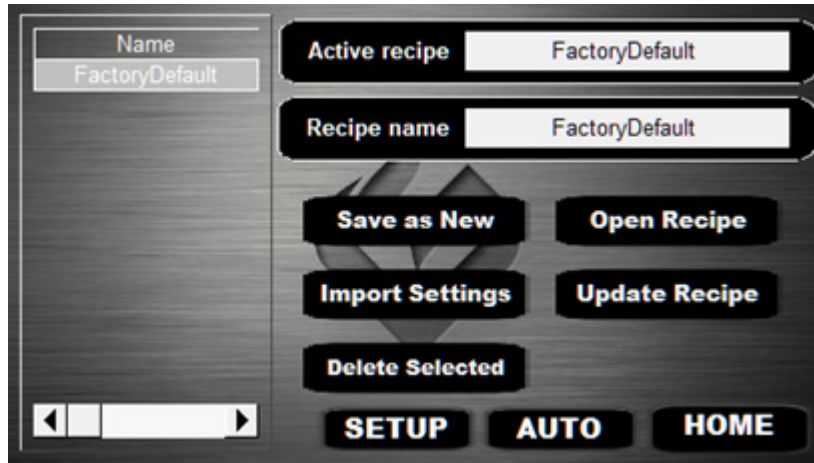 Name
FactoryDefault
Active recipe FactoryDefault
Recipe name FactoryDefault
Save as New Open Recipe
Import Settings Update Recipe
Delete Selected
SETUP AUTO HOME